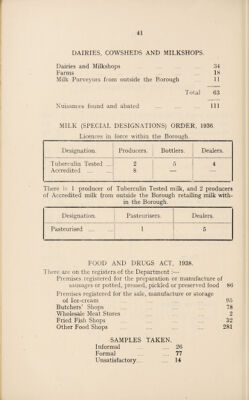 41
DAIRIES, COWSHEDS AND MILKSHOPS.
Dairies and Milkshops ... ... ... 34
Farms ... ... ... ... 18
Milk Purveyors from outside the Borough ... 11
Total 63
Nuisances found and abated ... ... ... 111
MILK (SPECIAL DESIGNATIONS) ORDER, 1936.
Licences in force within the Borough.
Designation. Producers. Bottlers. Dealers.
Tuberculin Tested ... 2 5 4
Accredited ... ... 8 — —
There is 1 producer of Tuberculin Tested milk, and 2 producers
of Accredited milk from outside the Borough retailing milk with-
in the Borough.
Designation. Pasteurisers. Dealers.
Pasteurised ... ... 1 5
FOOD AND DRUGS ACT, 1938.
There are on the registers of the Department :—
Premises registered for the preparation or manufacture of
sausages or potted, pressed, pickled or preserved food 86
Premises registered for the sale, manufacture or storage
of Ice-cream ... ... ... ... 95
Butchers' Shops ... ... ... ... 78
Wholesale Meat Stores ... ... ... 2
Fried Fish Shops ... ... ... ... 32
Other Food Shops ... ... ... ... 281
SAMPLES TAKEN.
Informal ... ... 26
Formal ... ... 77
Unsatisfactory ... ... 14